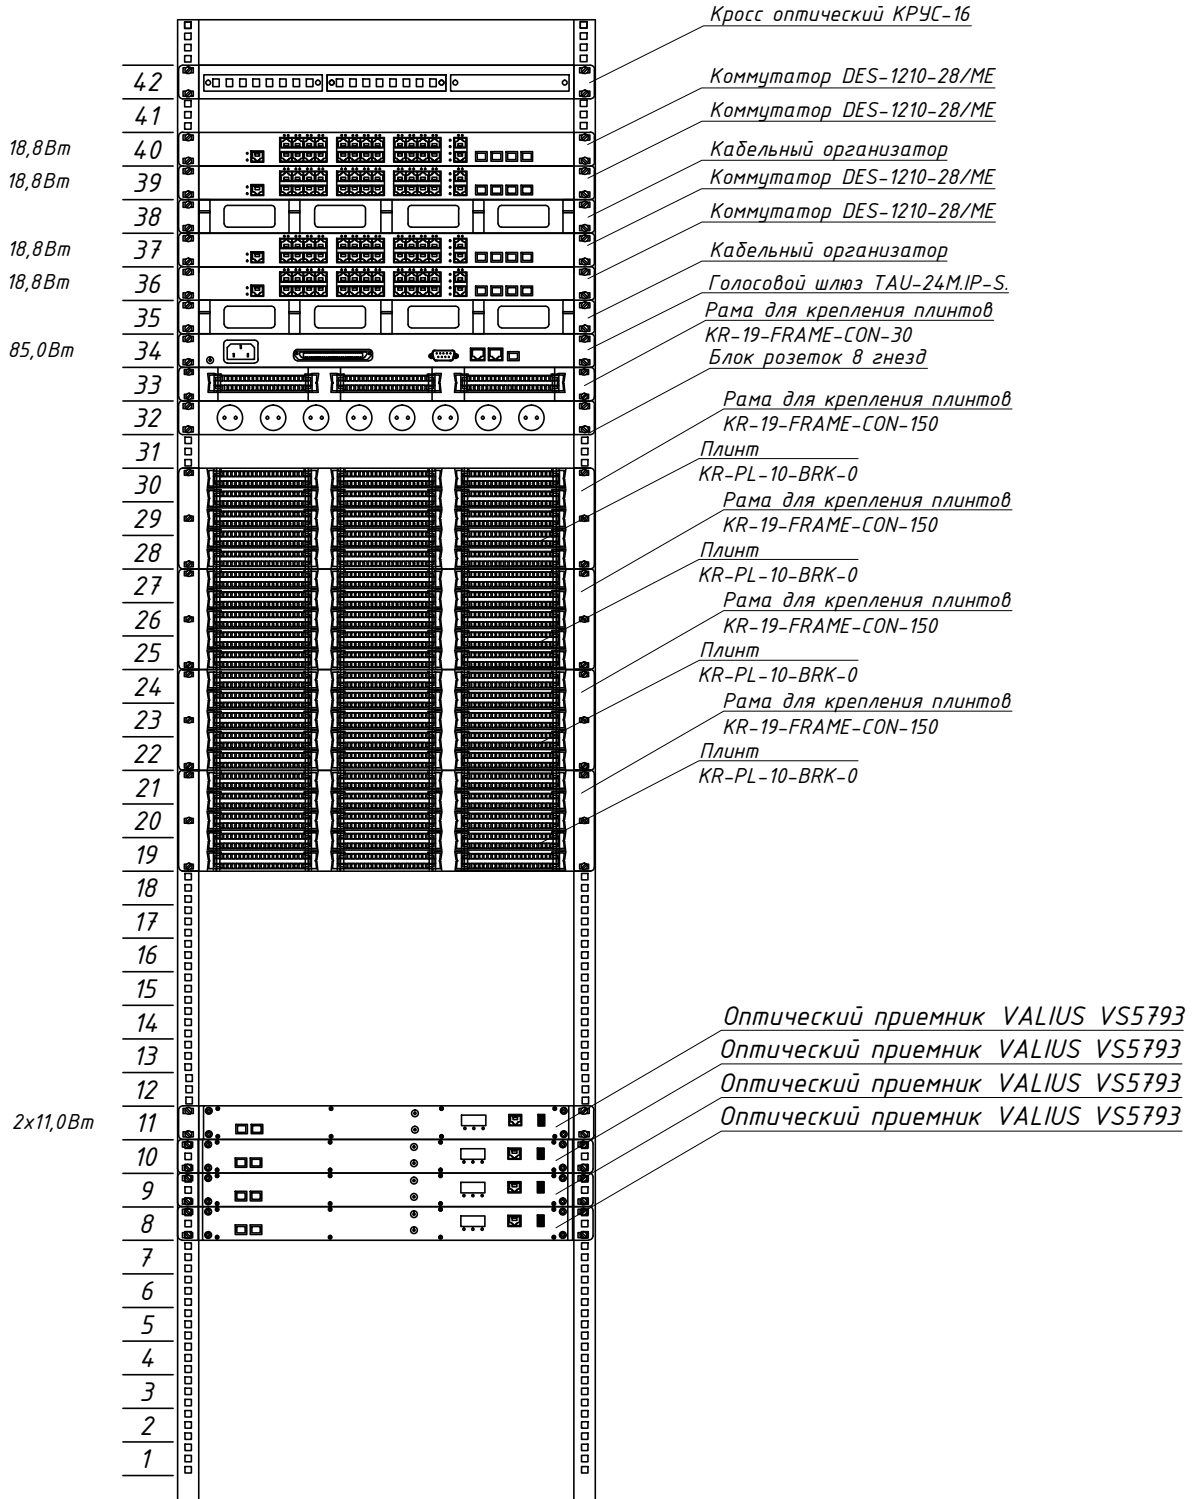 Кросс оптический КРУС-16
42
Коммутатор DES-1210-28/ME
41
Коммутатор DES-1210-28/ME
18,8Вт
40
Кабельный организатор
18,8Вт
39
Коммутатор DES-1210-28/ME
38
Коммутатор DES-1210-28/ME
18,8Вт
37
Кабельный организатор
18,8Вт
36
Голосовой шлюз TAU-24M.IP-S.
35
Рама для крепления плинтов
KR-19-FRAME-CON-30
85,0Вт
34
Блок розеток 8 гнезд
33
Рама для крепления плинтов
32
KR-19-FRAME-CON-150
31
Плинт
30
KR-PL-10-BRK-0
29
Рама для крепления плинтов
KR-19-FRAME-CON-150
28
Плинт
27
KR-PL-10-BRK-0
Рама для крепления плинтов
26
KR-19-FRAME-CON-150
25
Плинт
24
KR-PL-10-BRK-0
Рама для крепления плинтов
23
KR-19-FRAME-CON-150
22
Плинт
21
KR-PL-10-BRK-0
20
19
18
17
16
15
14
Оптический приемник VALIUS VS5793
13
Оптический приемник VALIUS VS5793
12
Оптический приемник VALIUS VS5793
2х11,0Вт
11
Оптический приемник VALIUS VS5793
10
9
8
7
6
5
4
3
2
1